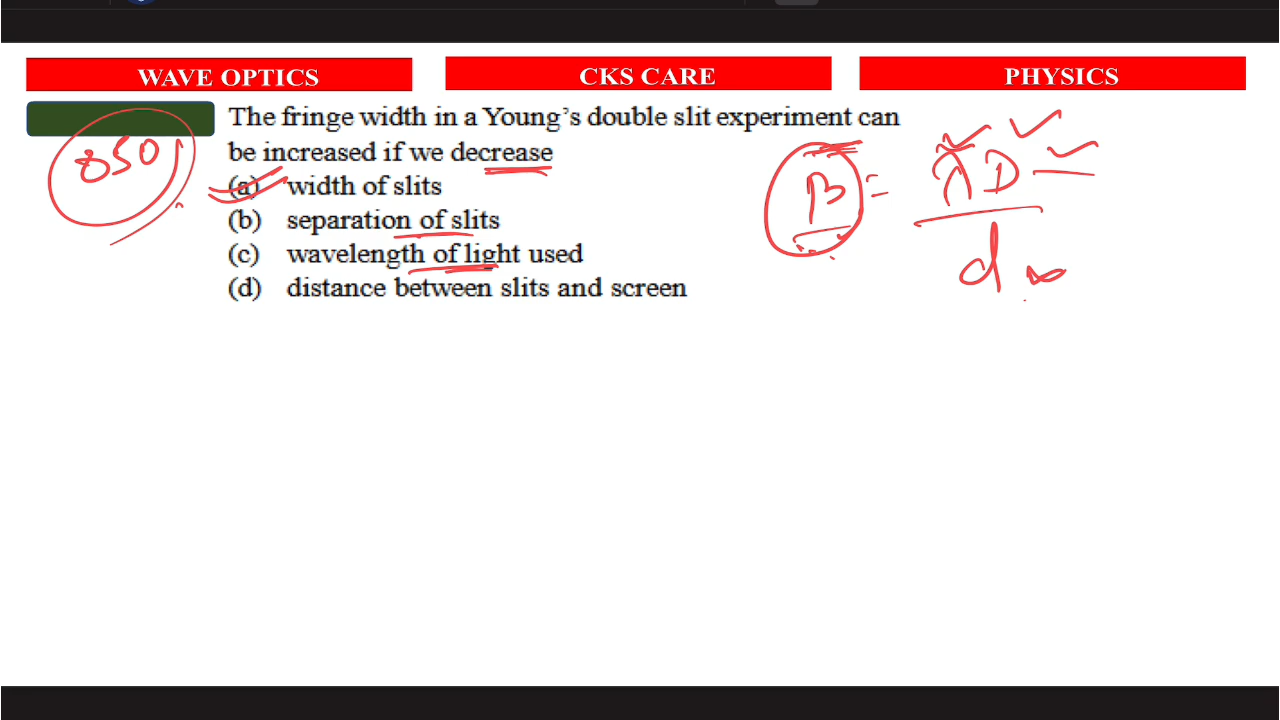 WAVE OPTICS
CKS CARE
PHYSICS
The fringe width in a Young's double slit experiment can
be increased if we decrease
(a) width of slits
(b) separation of slits
(c) wavelength of light used
(d) distance between slits and screen
β = λD
d